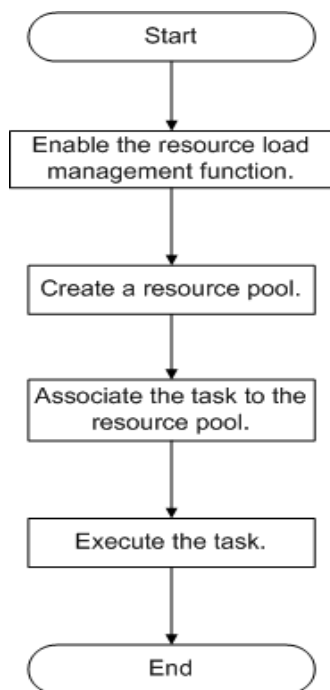 Start
Enable the resource load
management function.
Create a resource pool.
Associate the task to the
resource pool.
Execute the task.
End